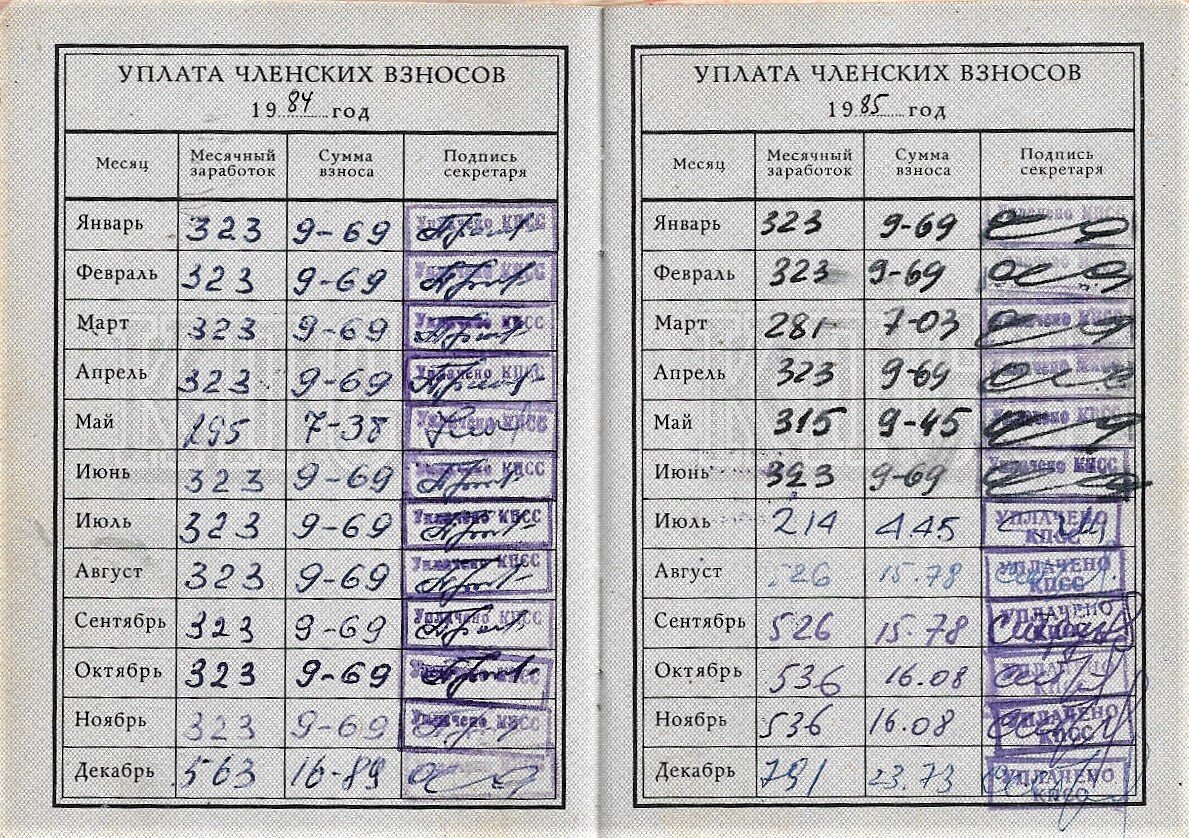 УПЛАТА ЧЛЕНСКИХ ВЗНОСОВ
1984 год
Месяц Месячный заработок Сумма взноса Подпись секретаря
Январь 323 9-69 Уплачено КПСС
Февраль 323 9-69 Уплачено КПСС
Март 323 9-69 Уплачено КПСС
Апрель 323 9-69 Уплачено КПСС
Май 295 7-38 Уплачено КПСС
Июнь 323 9-69 Уплачено КПСС
Июль 323 9-69 Уплачено КПСС
Август 323 9-69 Уплачено КПСС
Сентябрь 323 9-69 Уплачено КПСС
Октябрь 323 9-69
Ноябрь 323 9-69 Уплачено КПСС
Декабрь 563 16-89
УПЛАТА ЧЛЕНСКИХ ВЗНОСОВ
1985 год
Месяц Месячный заработок Сумма взноса Подпись секретаря
Январь 323 9-69 Уплачено КПСС
Февраль 323 9-69
Март 281 7-03 Уплачено КПСС
Апрель 323 9-69
Май 315 9-45 Уплачено КПСС
Июнь 323 9-69 Уплачено КПСС
Июль 214 4.45 УПЛАЧЕНО КПСС
Август 526 15.78 УПЛАЧЕНО КПСС
Сентябрь 526 15.78 УПЛАЧЕНО
Октябрь 536 16.08 УПЛАЧЕНО
Ноябрь 536 16.08 УПЛАЧЕНО КПСС
Декабрь 791 23.73 УПЛАЧЕНО КПСС